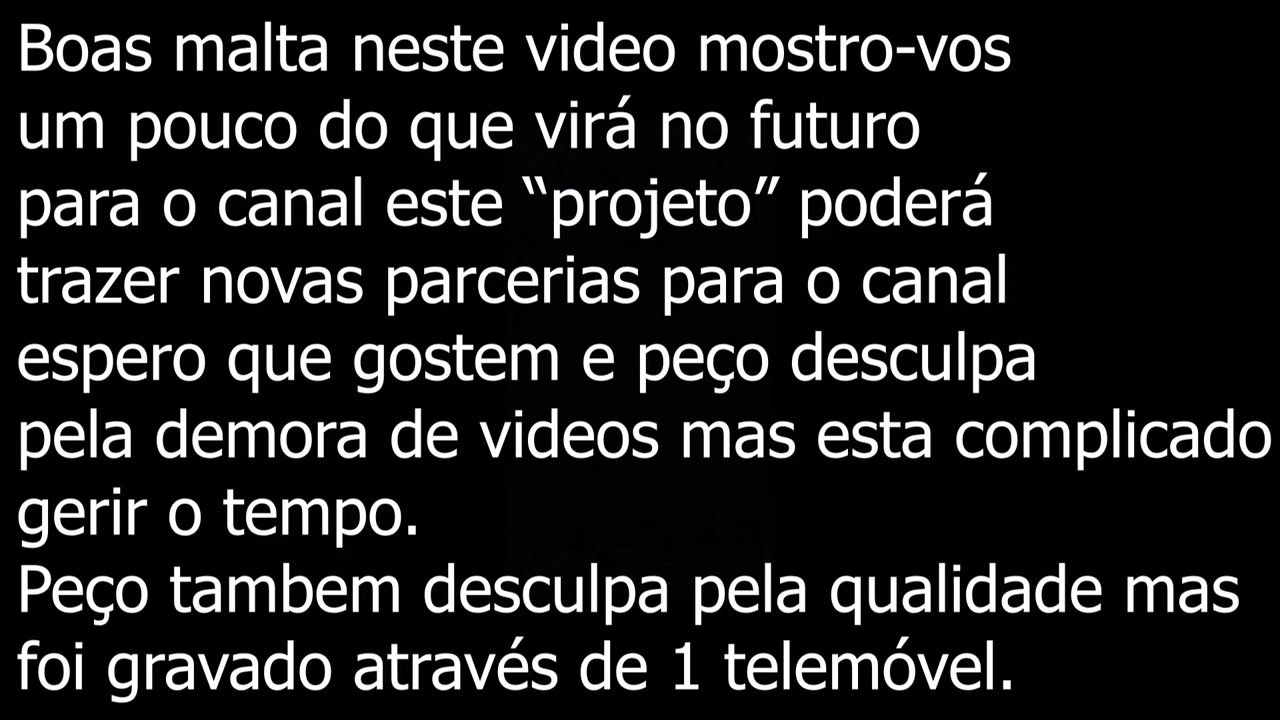 Boas malta neste video mostro-vos
um pouco do que virá no futuro
para o canal este “projeto” poderá
trazer novas parcerias para o canal
espero que gostem e peço desculpa
pela demora de videos mas esta complicado
gerir o tempo.
Peço tambem desculpa pela qualidade mas
foi gravado através de 1 telemóvel.